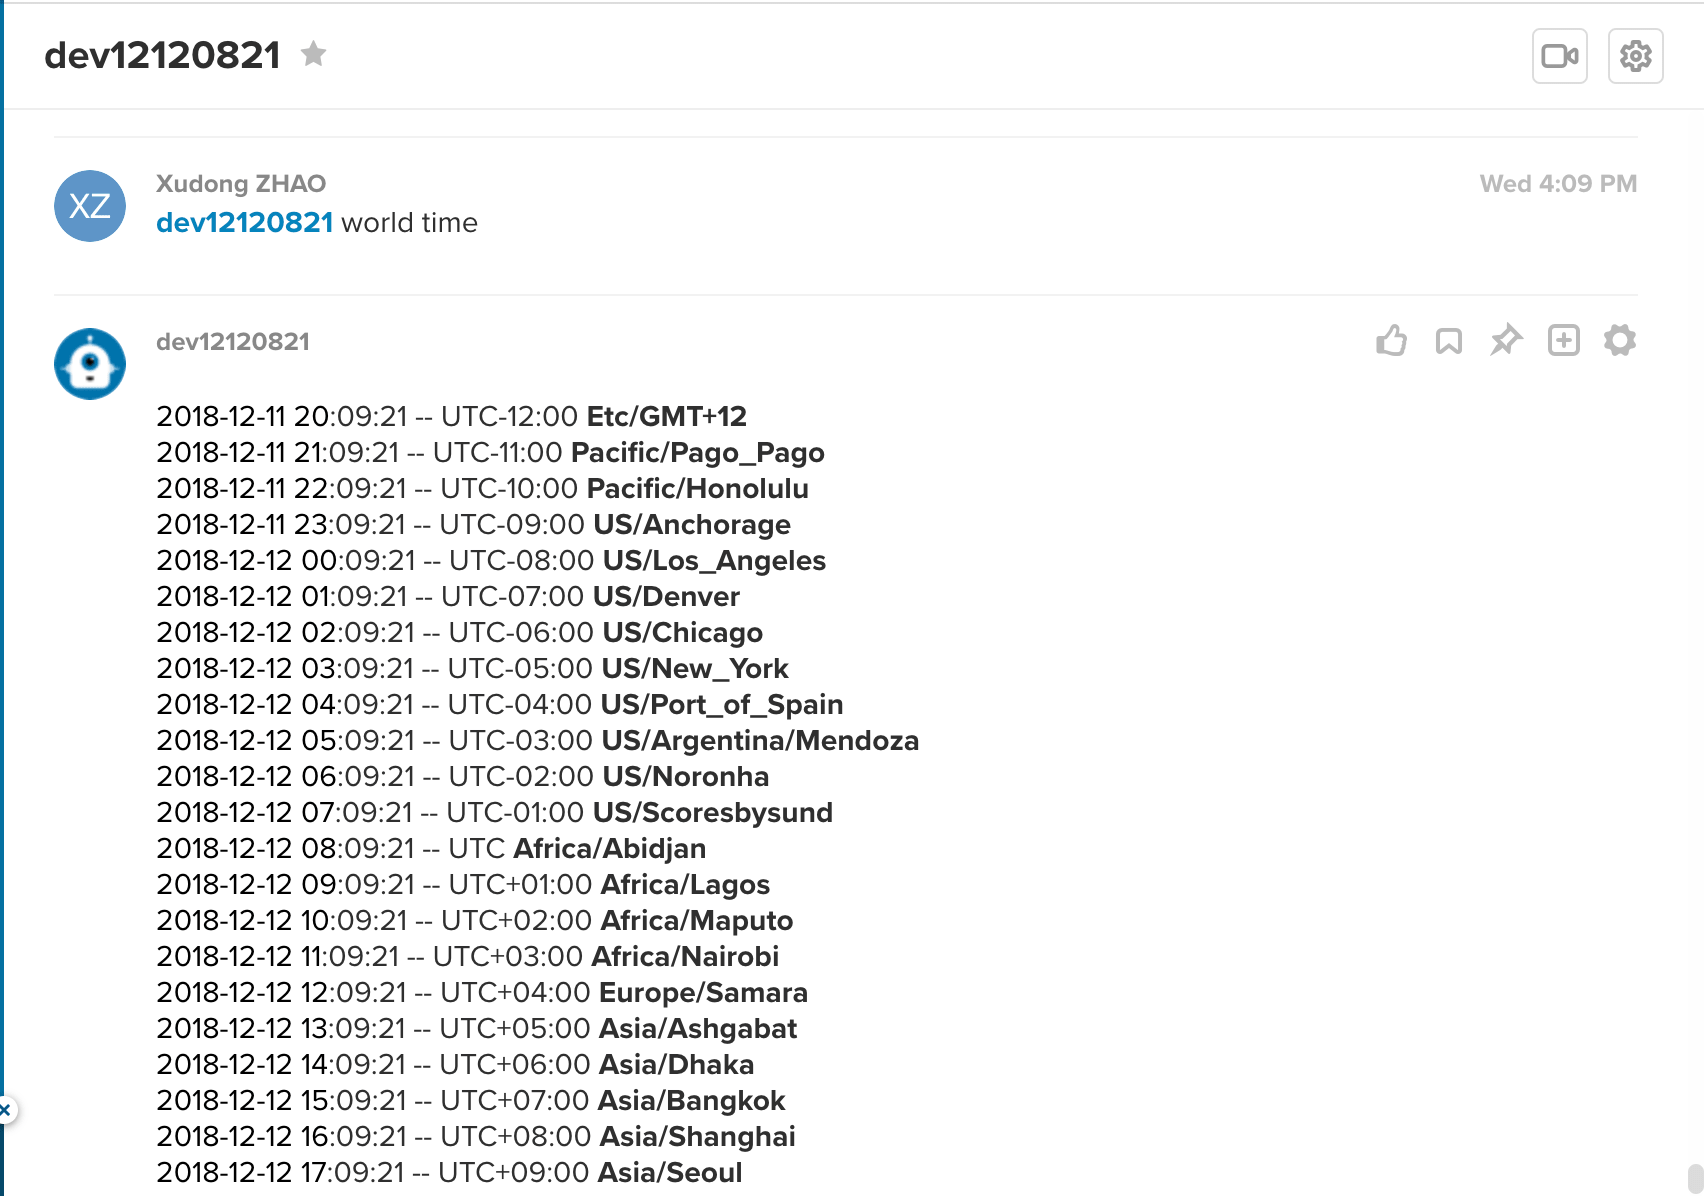 dev12120821
XZ
Xudong ZHAO
Wed 4:09 PM
dev12120821 world time
dev12120821
2018-12-11 20:09:21 -- UTC-12:00 Etc/GMT+12
2018-12-11 21:09:21 -- UTC-11:00 Pacific/Pago_Pago
2018-12-11 22:09:21 -- UTC-10:00 Pacific/Honolulu
2018-12-11 23:09:21 -- UTC-09:00 US/Anchorage
2018-12-12 00:09:21 -- UTC-08:00 US/Los_Angeles
2018-12-12 01:09:21 -- UTC-07:00 US/Denver
2018-12-12 02:09:21 -- UTC-06:00 US/Chicago
2018-12-12 03:09:21 -- UTC-05:00 US/New_York
2018-12-12 04:09:21 -- UTC-04:00 US/Port_of_Spain
2018-12-12 05:09:21 -- UTC-03:00 US/Argentina/Mendoza
2018-12-12 06:09:21 -- UTC-02:00 US/Noronha
2018-12-12 07:09:21 -- UTC-01:00 US/Scoresbysund
2018-12-12 08:09:21 -- UTC Africa/Abidjan
2018-12-12 09:09:21 -- UTC+01:00 Africa/Lagos
2018-12-12 10:09:21 -- UTC+02:00 Africa/Maputo
2018-12-12 11:09:21 -- UTC+03:00 Africa/Nairobi
2018-12-12 12:09:21 -- UTC+04:00 Europe/Samara
2018-12-12 13:09:21 -- UTC+05:00 Asia/Ashgabat
2018-12-12 14:09:21 -- UTC+06:00 Asia/Dhaka
2018-12-12 15:09:21 -- UTC+07:00 Asia/Bangkok
2018-12-12 16:09:21 -- UTC+08:00 Asia/Shanghai
2018-12-12 17:09:21 -- UTC+09:00 Asia/Seoul